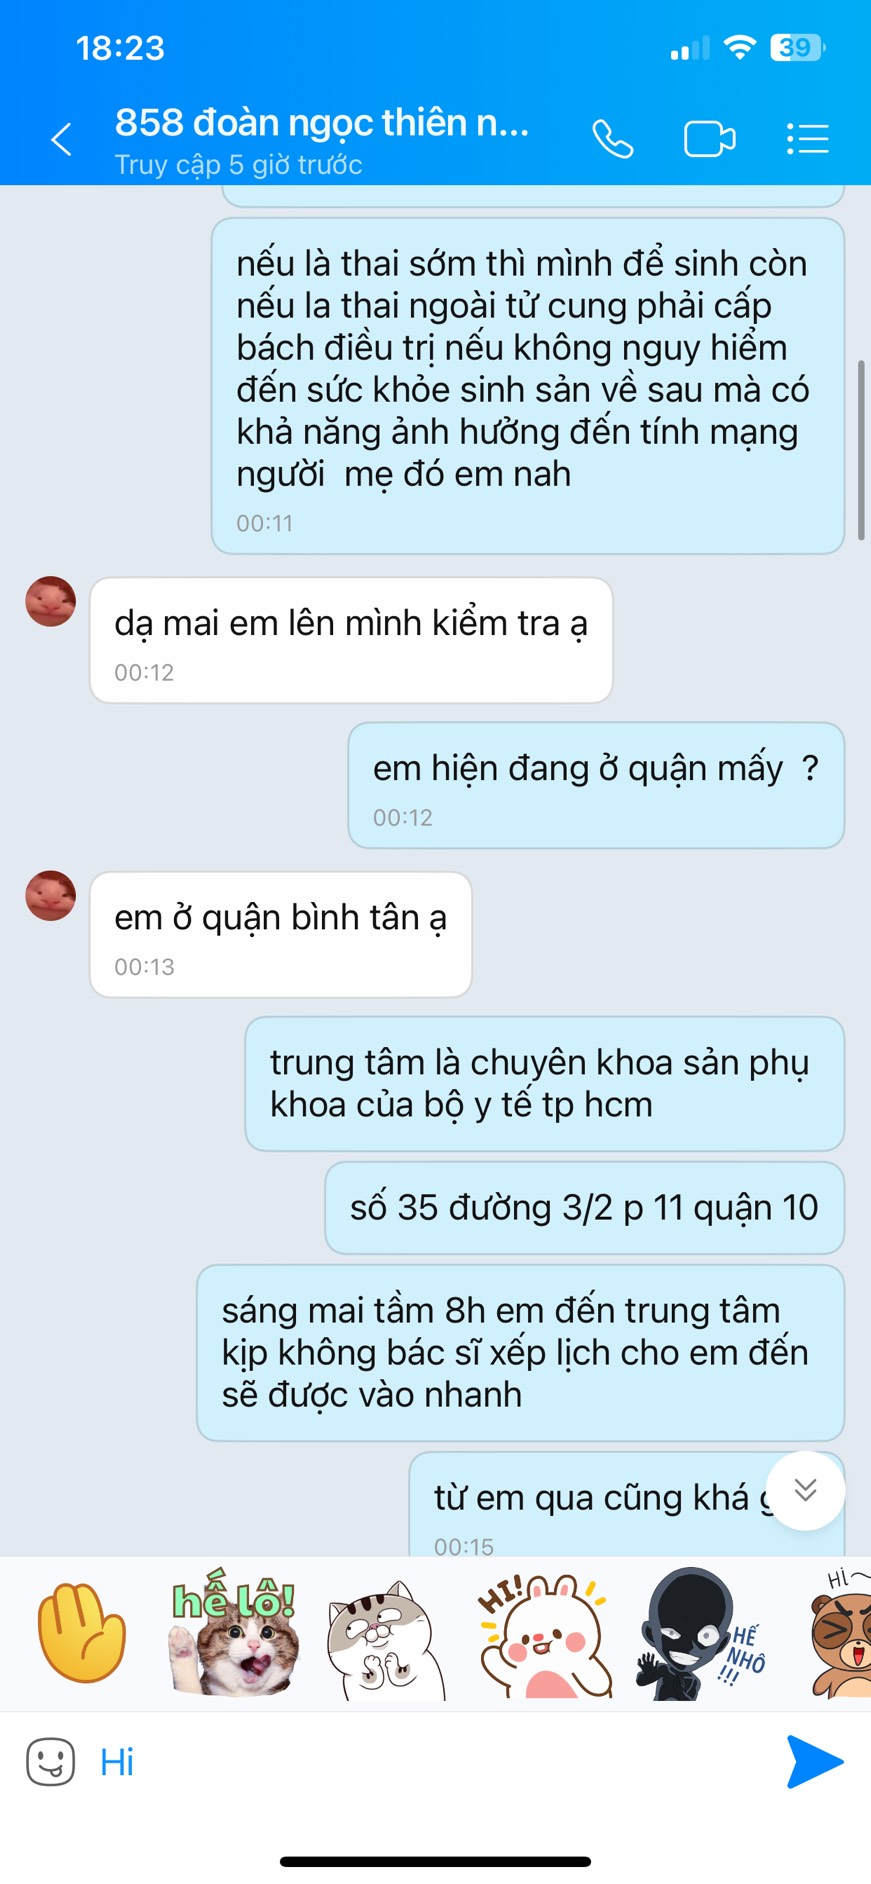 18:23
39
858 đoàn ngọc thiên n...
Truy cập 5 giờ trước
nếu là thai sớm thì mình để sinh còn
nếu la thai ngoài tử cung phải cấp
bách điều trị nếu không nguy hiểm
đến sức khỏe sinh sản về sau mà có
khả năng ảnh hưởng đến tính mạng
người mẹ đó em nah
00:11
dạ mai em lên mình kiểm tra ạ
00:12
em hiện đang ở quận mấy ?
00:12
em ở quận bình tân ạ
00:13
trung tâm là chuyên khoa sản phụ
khoa của bộ y tế tp hcm
số 35 đường 3/2 p 11 quận 10
sáng mai tầm 8h em đến trung tâm
kịp không bác sĩ xếp lịch cho em đến
sẽ được vào nhanh
từ em qua cũng khá
00:15
hế lô!
HI!
HẾ
NHÔ
!!!
Hi~
Hi